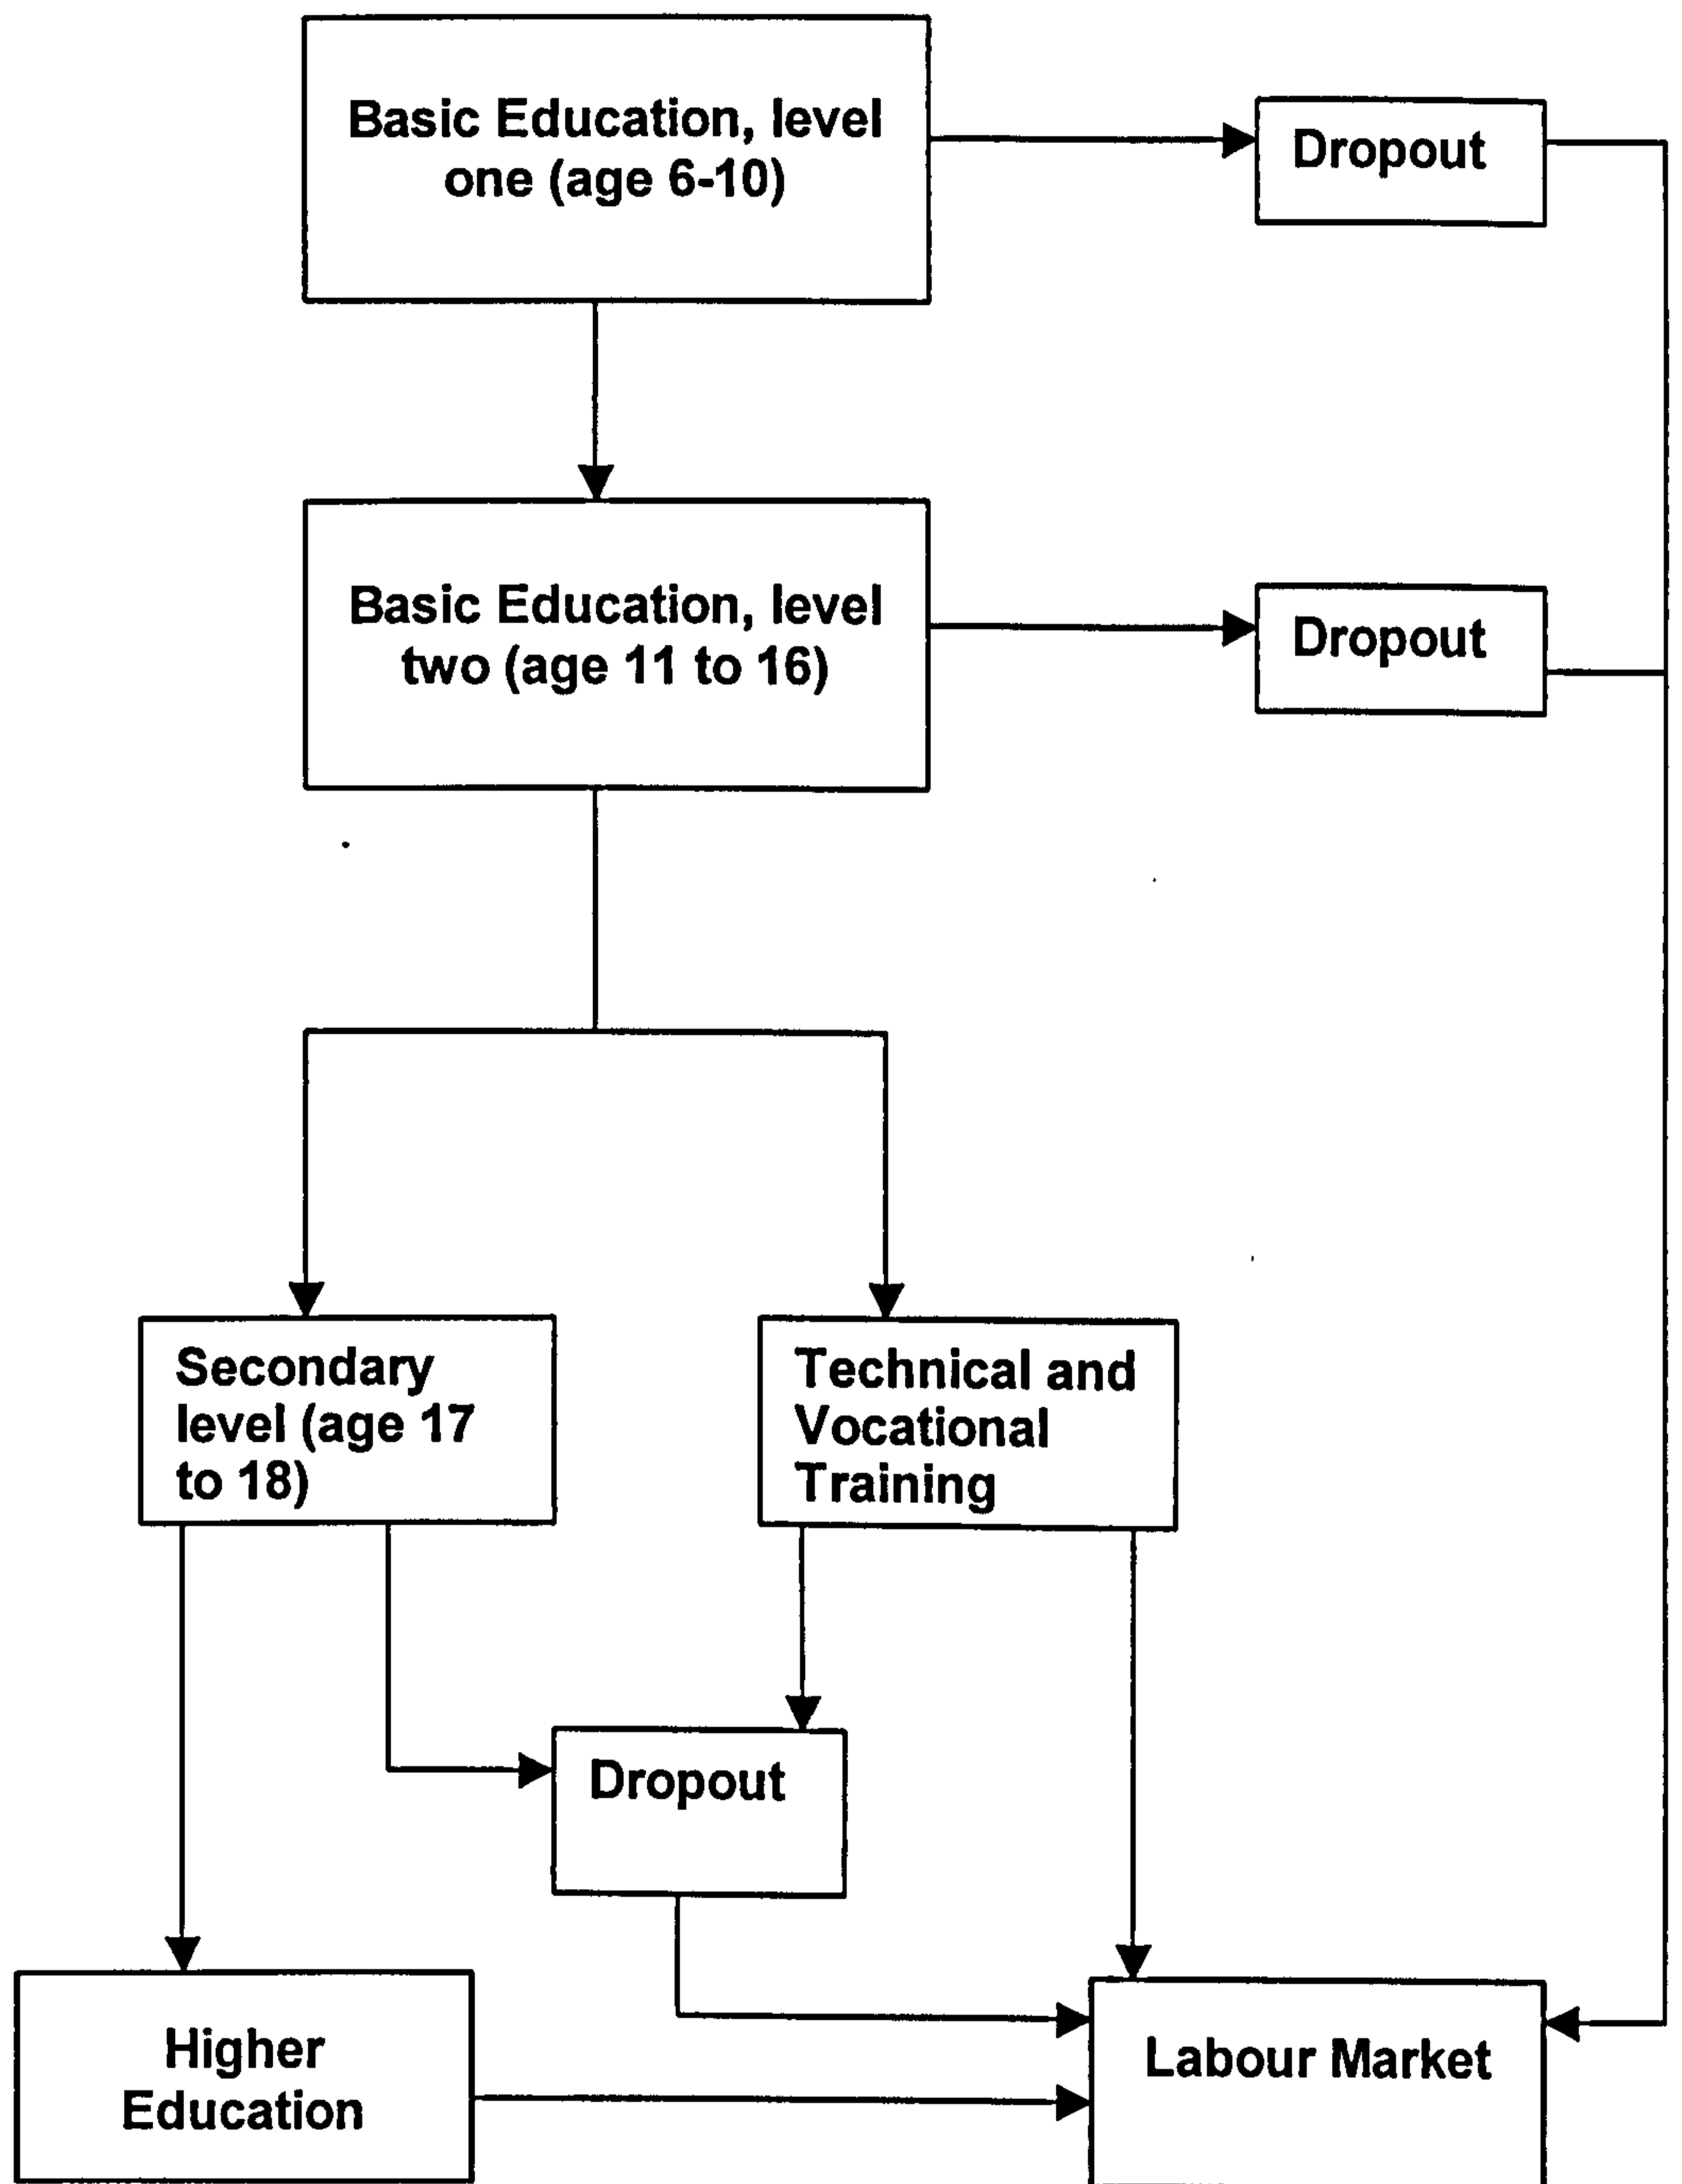 Basic Education, level
one (age 6-10)
Dropout
Basic Education, level
two (age 11 to 16)
Dropout
Secondary
level (age 17
to 18)
Technical and
Vocational
Training
Dropout
Higher
Education
Labour Market